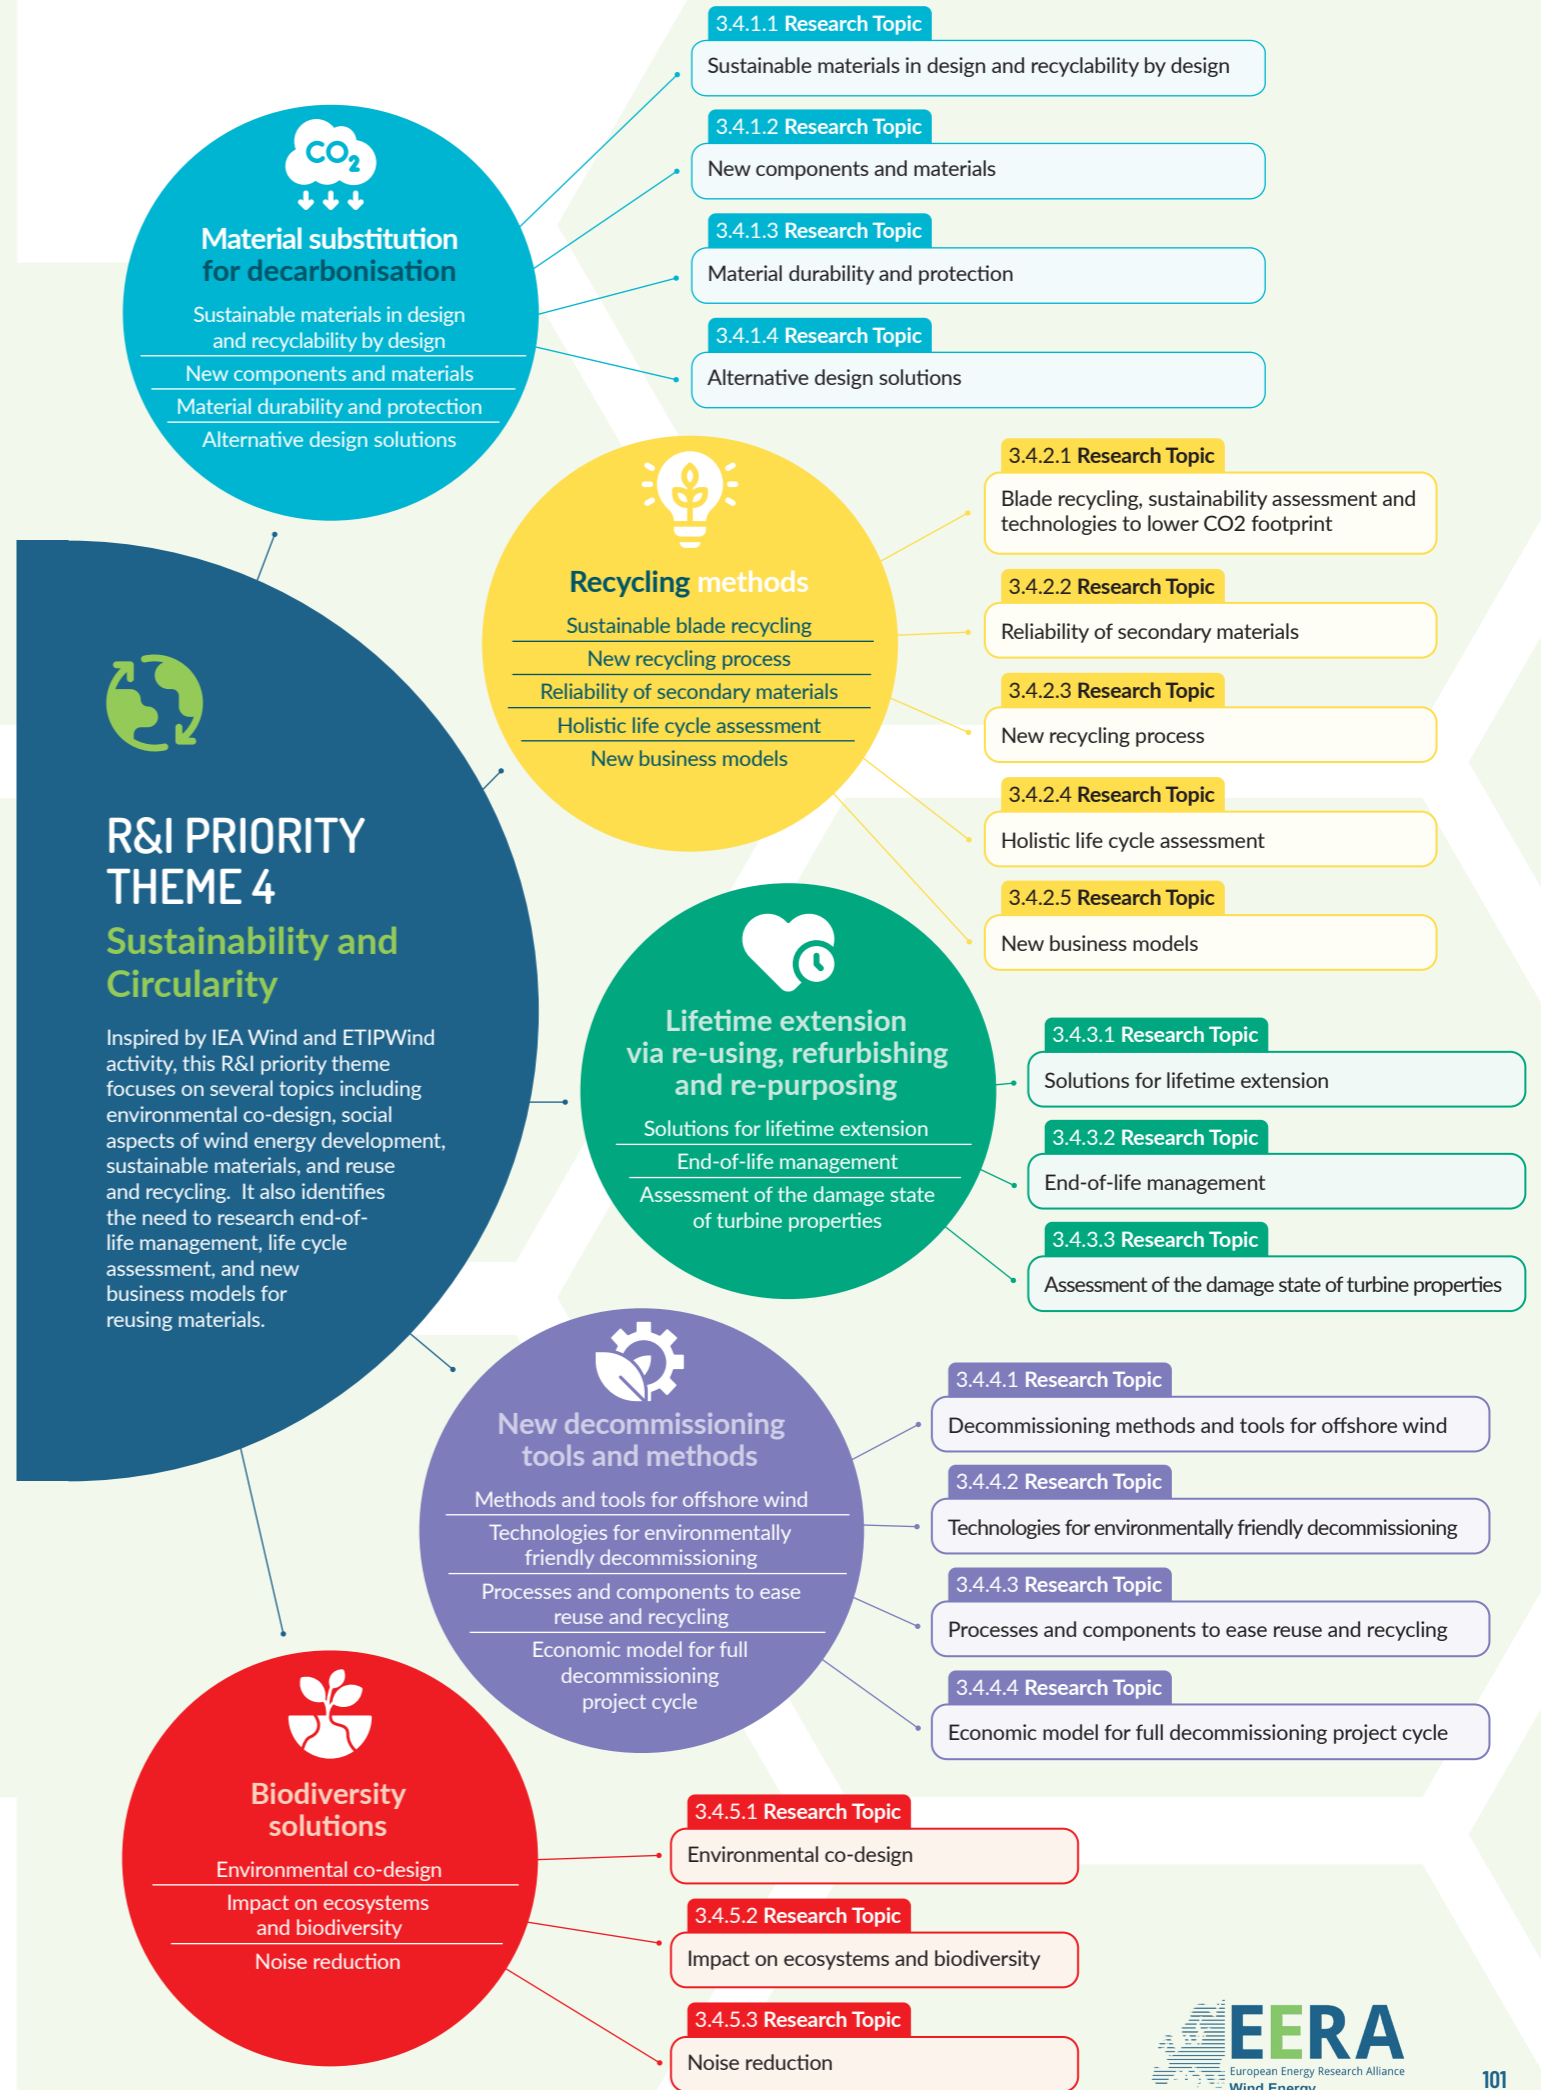 3.4.1.1 Research Topic
Sustainable materials in design and recyclability by design
3.4.1.2 Research Topic
New components and materials
3.4.1.3 Research Topic
Material durability and protection
3.4.1.4 Research Topic
Alternative design solutions
CO2
Material substitution
for decarbonisation
Sustainable materials in design
and recyclability by design
New components and materials
Material durability and protection
Alternative design solutions
Recycling methods
Sustainable blade recycling
New recycling process
Reliability of secondary materials
Holistic life cycle assessment
New business models
3.4.2.1 Research Topic
Blade recycling, sustainability assessment and
technologies to lower CO2 footprint
3.4.2.2 Research Topic
Reliability of secondary materials
3.4.2.3 Research Topic
New recycling process
3.4.2.4 Research Topic
Holistic life cycle assessment
3.4.2.5 Research Topic
New business models
R&I PRIORITY
THEME 4
Sustainability and
Circularity
Inspired by IEA Wind and ETIPWind
activity, this R&I priority theme
focuses on several topics including
environmental co-design, social
aspects of wind energy development,
sustainable materials, and reuse
and recycling. It also identifies
the need to research end-of-
life management, life cycle
assessment, and new
business models for
reusing materials.
Lifetime extension
via re-using, refurbishing
and re-purposing
Solutions for lifetime extension
End-of-life management
Assessment of the damage state
of turbine properties
3.4.3.1 Research Topic
Solutions for lifetime extension
3.4.3.2 Research Topic
End-of-life management
3.4.3.3 Research Topic
Assessment of the damage state of turbine properties
New decommissioning
tools and methods
Methods and tools for offshore wind
Technologies for environmentally
friendly decommissioning
Processes and components to ease
reuse and recycling
Economic model for full
decommissioning
project cycle
3.4.4.1 Research Topic
Decommissioning methods and tools for offshore wind
3.4.4.2 Research Topic
Technologies for environmentally friendly decommissioning
3.4.4.3 Research Topic
Processes and components to ease reuse and recycling
3.4.4.4 Research Topic
Economic model for full decommissioning project cycle
Biodiversity
solutions
Environmental co-design
Impact on ecosystems
and biodiversity
Noise reduction
3.4.5.1 Research Topic
Environmental co-design
3.4.5.2 Research Topic
Impact on ecosystems and biodiversity
3.4.5.3 Research Topic
Noise reduction
EERA
European Energy Research Alliance
Wind Energy
101